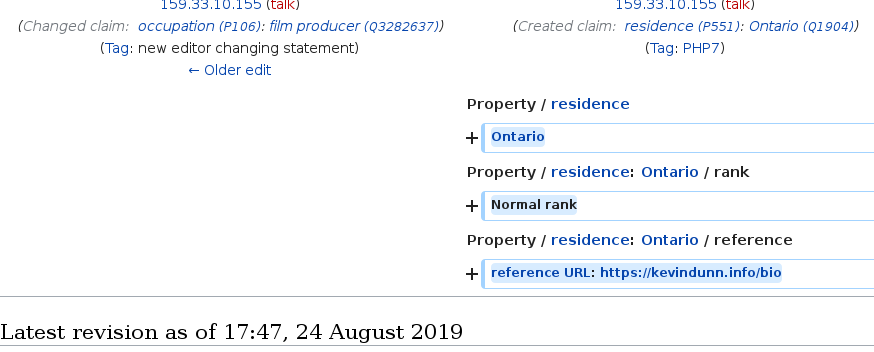 159.33.10.155 (talk)
(Changed claim: occupation (P106): film producer (Q3282637))
(Tag: new editor changing statement)
← Older edit
159.33.10.155 (talk)
(Created claim: residence (P551): Ontario (Q1904))
(Tag: PHP7)
Property / residence
+ Ontario
Property / residence: Ontario / rank
+ Normal rank
Property / residence: Ontario / reference
+ reference URL: https://kevindunn.info/bio
Latest revision as of 17:47, 24 August 2019